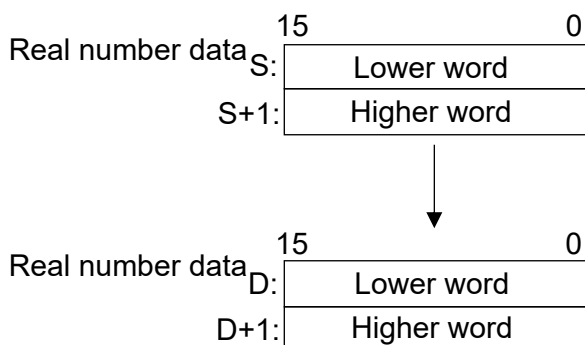 15 0
Real number data S: Lower word
S+1: Higher word
15 0
Real number data D: Lower word
D+1: Higher word